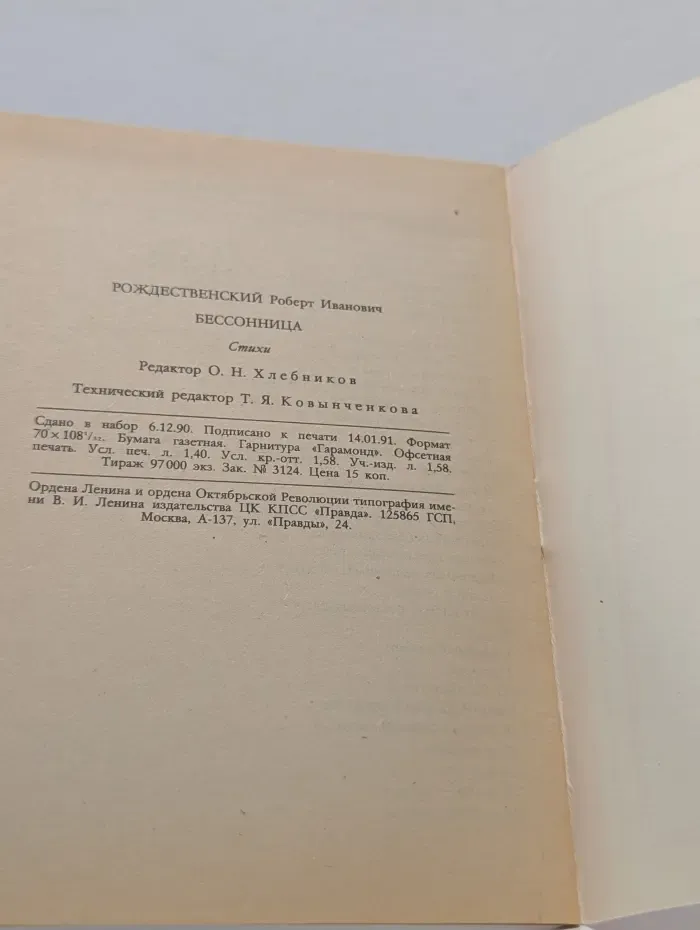 РОЖДЕСТВЕНСКИЙ Роберт Иванович
БЕССОННИЦА
Стихи
Редактор О. Н. Хлебников
Технический редактор Т. Я. Ковынченкова
Сдано в набор 6.12.90. Подписано к печати 14.01.91. Формат
70×108¹/₃₂. Бумага газетная. Гарнитура «Гарамонд». Офсетная
печать. Усл. печ. л. 1,40. Усл. кр.-отт. 1,58. Уч.-изд. л. 1,58.
Тираж 97000 экз. Зак. № 3124. Цена 15 коп.
Ордена Ленина и ордена Октябрьской Революции типография име-
ни В. И. Ленина издательства ЦК КПСС «Правда». 125865 ГСП,
Москва, А-137, ул. «Правды», 24.